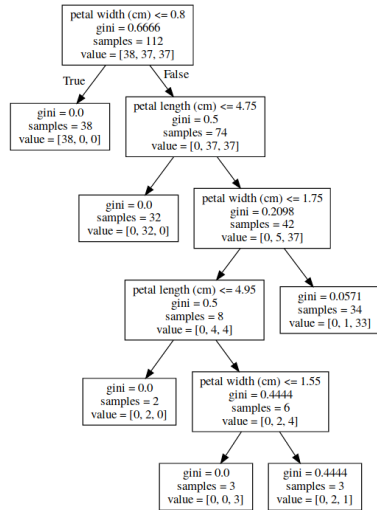 petal width (cm) <= 0.8
gini = 0.6666
samples = 112
value = [38, 37, 37]
True
False
gini = 0.0
samples = 38
value = [38, 0, 0]
petal length (cm) <= 4.75
gini = 0.5
samples = 74
value = [0, 37, 37]
gini = 0.0
samples = 32
value = [0, 32, 0]
petal width (cm) <= 1.75
gini = 0.2098
samples = 42
value = [0, 5, 37]
petal length (cm) <= 4.95
gini = 0.5
samples = 8
value = [0, 4, 4]
gini = 0.0571
samples = 34
value = [0, 1, 33]
gini = 0.0
samples = 2
value = [0, 2, 0]
petal width (cm) <= 1.55
gini = 0.4444
samples = 6
value = [0, 2, 4]
gini = 0.0
samples = 3
value = [0, 0, 3]
gini = 0.4444
samples = 3
value = [0, 2, 1]